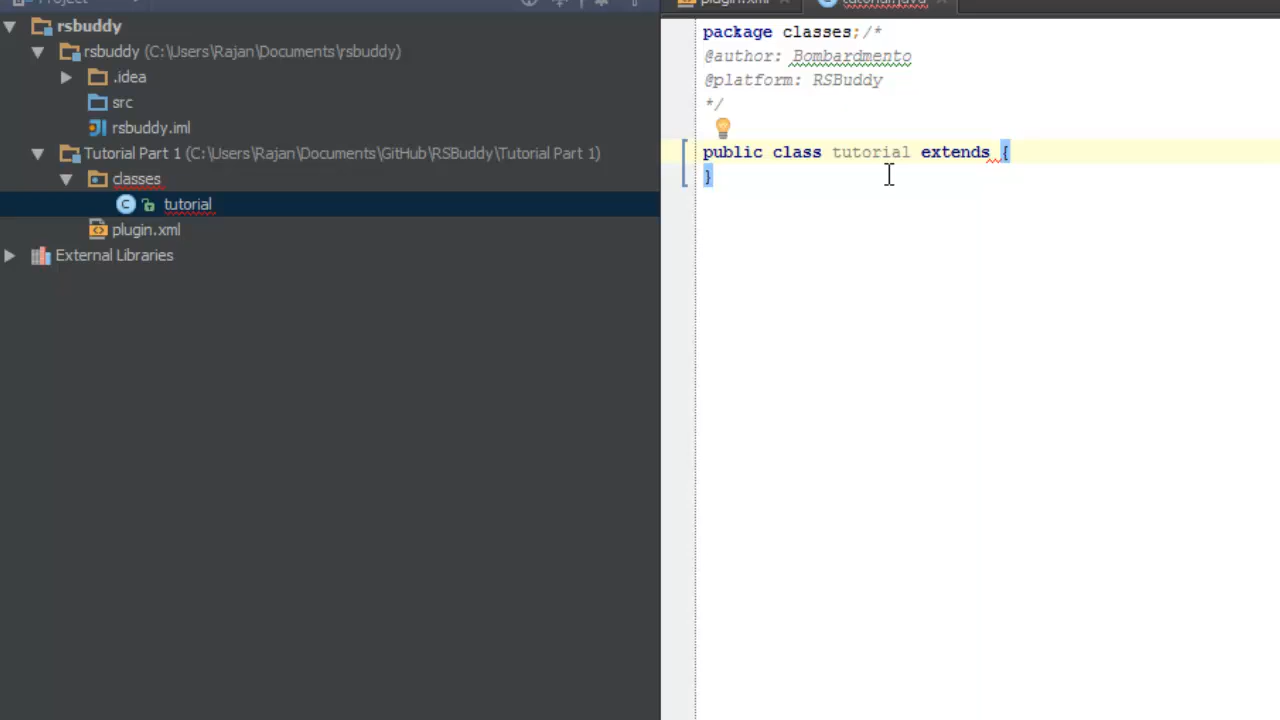 Project
rsbuddy
rsbuddy (C:\Users\Rajan\Documents\rsbuddy)
.idea
src
rsbuddy.iml
Tutorial Part 1 (C:\Users\Rajan\Documents\GitHub\RSBuddy\Tutorial Part 1)
classes
tutorial
plugin.xml
External Libraries
plugin.xml tutorial.java
package classes;/*
@author: Bombardmento
@platform: RSBuddy
*/
public class tutorial extends {
}